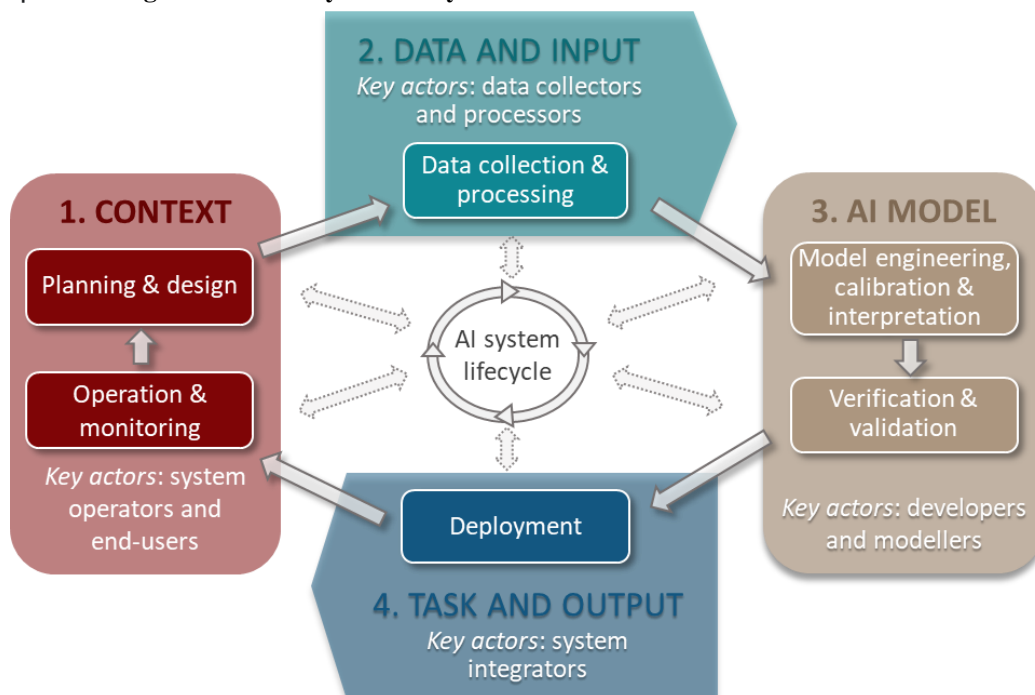 2. DATA AND INPUT
Key actors: data collectors
and processors
Data collection &
processing
1. CONTEXT
Planning & design
Operation &
monitoring
Key actors: system
operators and
end-users
AI system
lifecycle
3. AI MODEL
Model engineering,
calibration &
interpretation
Verification &
validation
Key actors: developers
and modellers
Deployment
4. TASK AND OUTPUT
Key actors: system
integrators